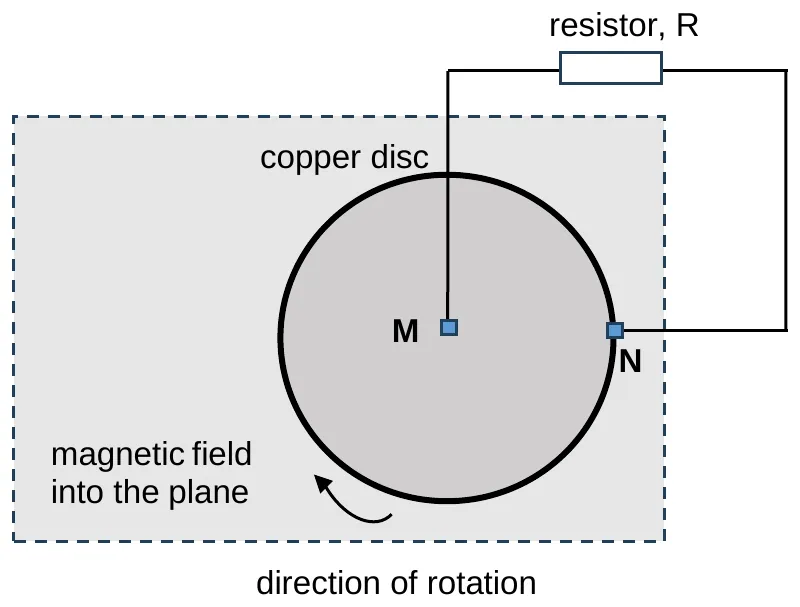 resistor, R
copper disc
M
N
magnetic field
into the plane
direction of rotation